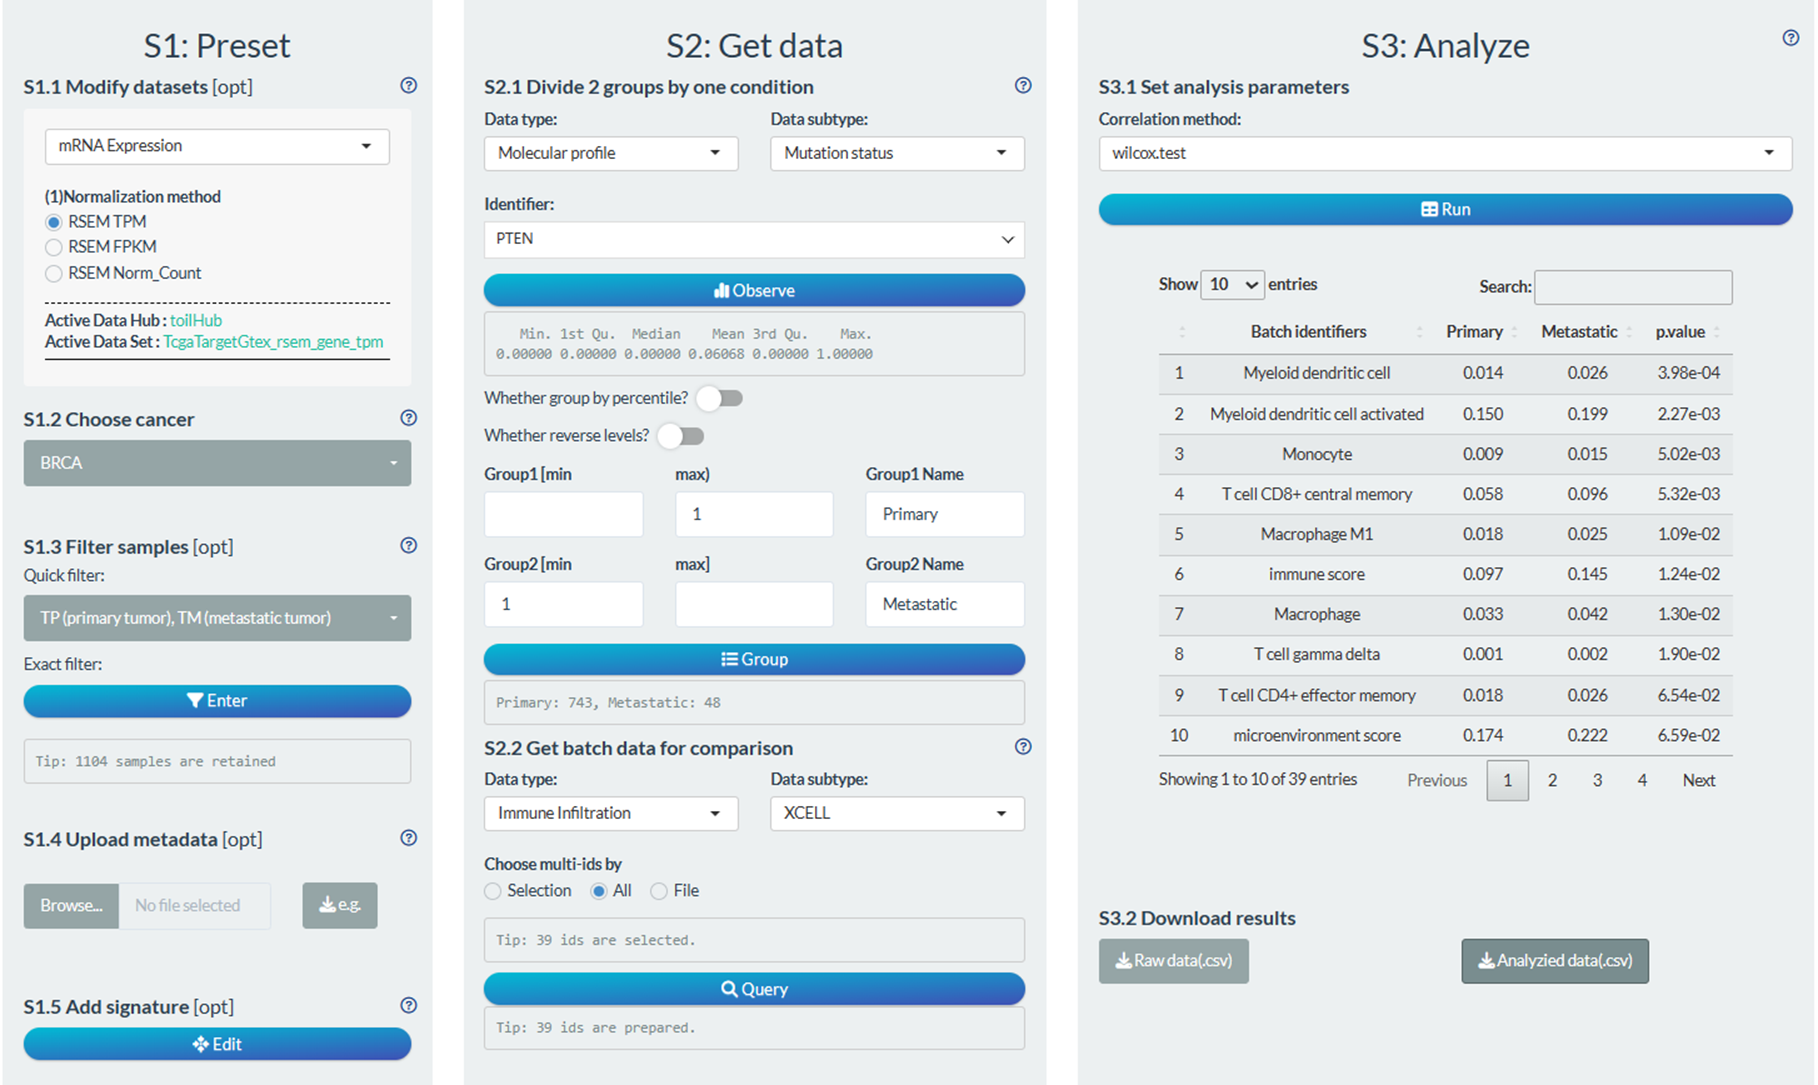 S1: Preset
S1.1 Modify datasets [opt]
mRNA Expression
(1)Normalization method
RSEM TPM
RSEM FPKM
RSEM Norm_Count
Active Data Hub : toilHub
Active Data Set : TcgaTargetGtex_rsem_gene_tpm
S1.2 Choose cancer
BRCA
S1.3 Filter samples [opt]
Quick filter:
TP (primary tumor), TM (metastatic tumor)
Exact filter:
Enter
Tip: 1104 samples are retained
S1.4 Upload metadata [opt]
Browse... No file selected e.g.
S1.5 Add signature [opt]
Edit
S2: Get data
S2.1 Divide 2 groups by one condition
Data type: Data subtype:
Molecular profile Mutation status
Identifier:
PTEN
Observe
Min. 1st Qu. Median Mean 3rd Qu. Max.
0.00000 0.00000 0.00000 0.06068 0.00000 1.00000
Whether group by percentile?
Whether reverse levels?
Group1 [min max) Group1 Name
1 Primary
Group2 [min max] Group2 Name
1 Metastatic
Group
Primary: 743, Metastatic: 48
S2.2 Get batch data for comparison
Data type: Data subtype:
Immune Infiltration XCELL
Choose multi-ids by
Selection All File
Tip: 39 ids are selected.
Query
Tip: 39 ids are prepared.
S3: Analyze
S3.1 Set analysis parameters
Correlation method:
wilcox.test
Run
Show 10 entries Search:
Batch identifiers Primary Metastatic p.value
1 Myeloid dendritic cell 0.014 0.026 3.98e-04
2 Myeloid dendritic cell activated 0.150 0.199 2.27e-03
3 Monocyte 0.009 0.015 5.02e-03
4 T cell CD8+ central memory 0.058 0.096 5.32e-03
5 Macrophage M1 0.018 0.025 1.09e-02
6 immune score 0.097 0.145 1.24e-02
7 Macrophage 0.033 0.042 1.30e-02
8 T cell gamma delta 0.001 0.002 1.90e-02
9 T cell CD4+ effector memory 0.018 0.026 6.54e-02
10 microenvironment score 0.174 0.222 6.59e-02
Showing 1 to 10 of 39 entries Previous 1 2 3 4 Next
S3.2 Download results
Raw data(.csv) Analyzied data(.csv)